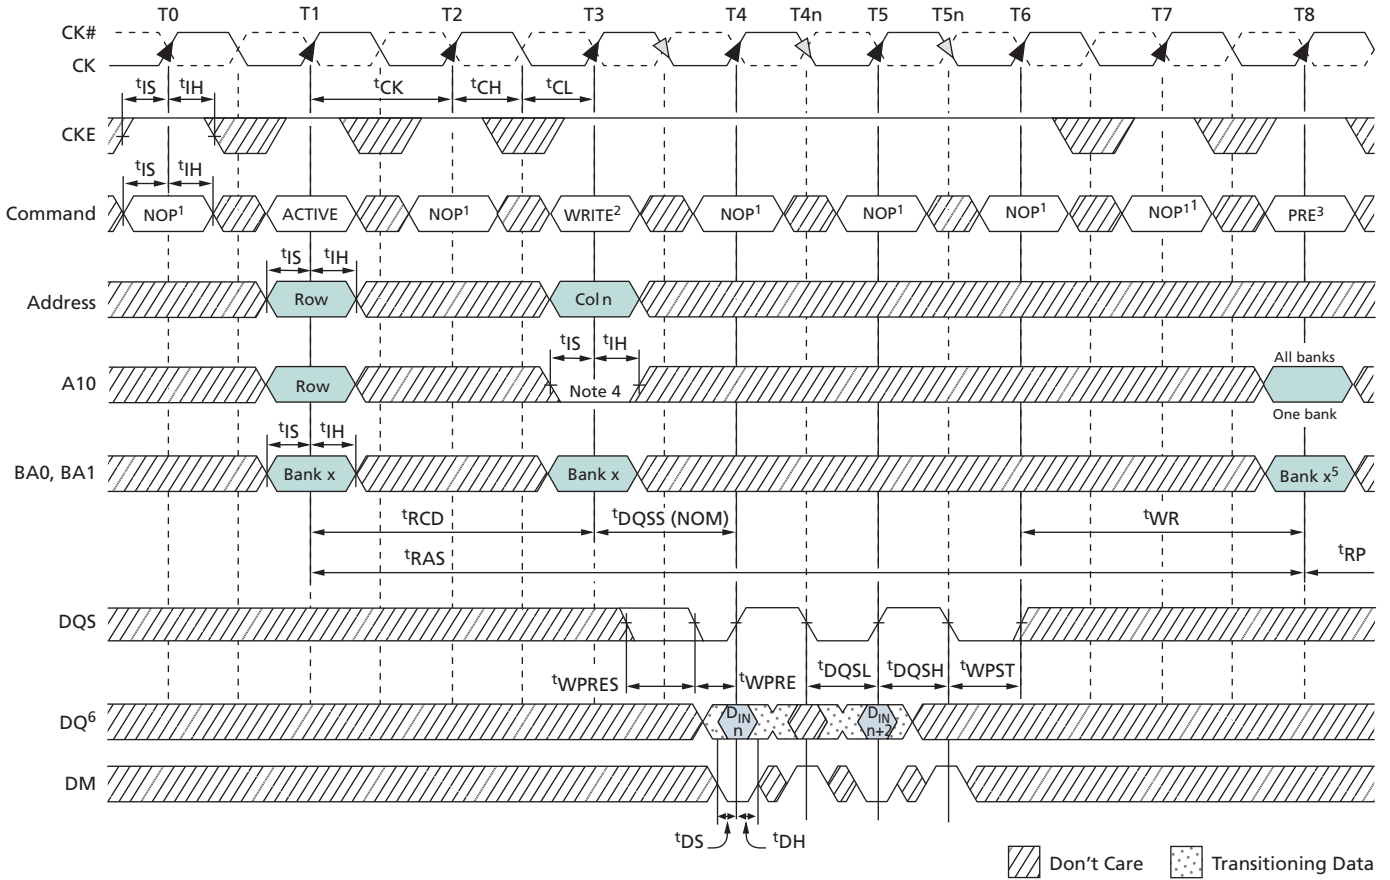 T0 T1 T2 T3 T4 T4n T5 T5n T6 T7 T8
CK#
CK
tIS tIH tCK tCH tCL
CKE
tIS tIH
Command NOP1 ACTIVE NOP1 WRITE2 NOP1 NOP1 NOP1 NOP11 PRE3
tIS tIH
Address Row Col n
tIS tIH
All banks
A10 Row Note 4
One bank
tIS tIH
BA0, BA1 Bank x Bank x Bank x5
tRCD tDQSS (NOM) tWR
tRAS tRP
DQS
tWPRES tWPRE tDQSL tDQSH tWPST
DQ6 DIN n DIN n+2
DM
tDS tDH
Don't Care Transitioning Data